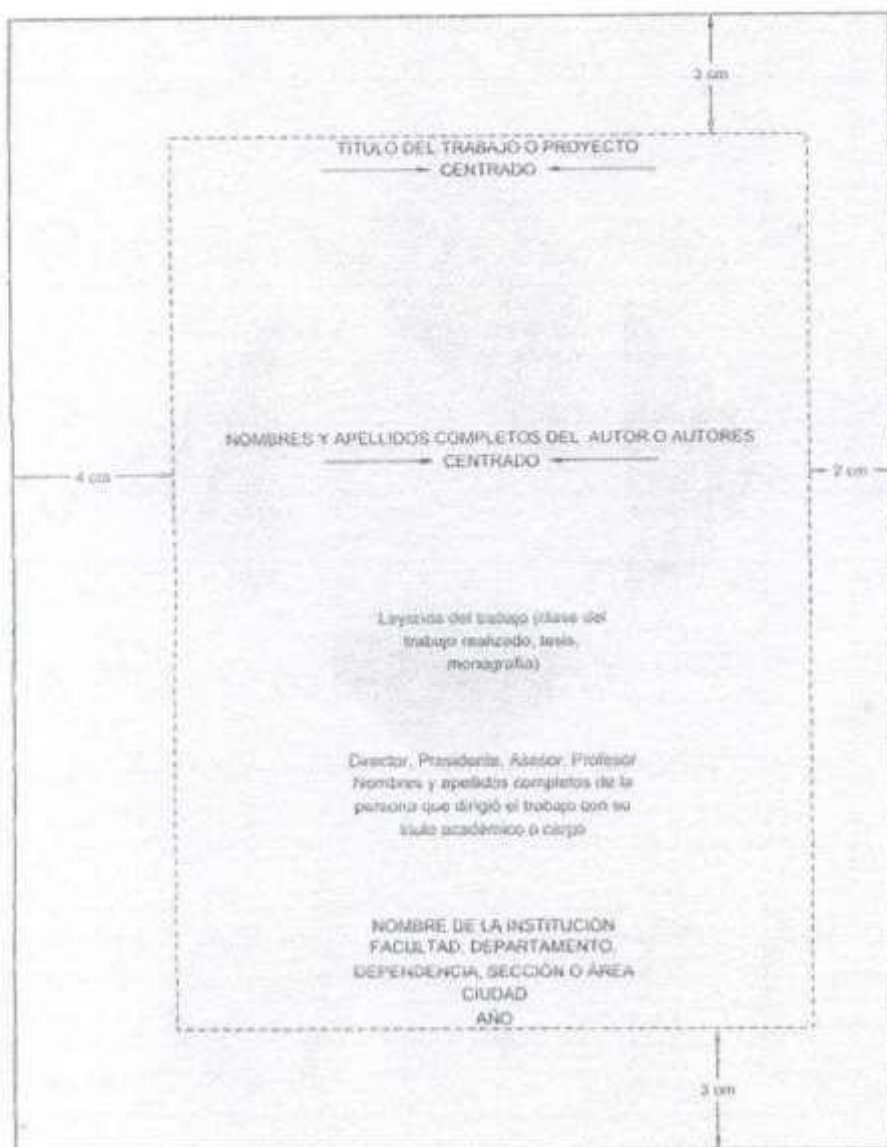 3 cm
TITULO DEL TRABAJO O PROYECTO
CENTRADO
NOMBRES Y APELLIDOS COMPLETOS DEL AUTOR O AUTORES
CENTRADO
4 cm
2 cm
Leyenda del trabajo (clase del
trabajo realizado, tesis,
monografía)
Director, Presidente, Asesor, Profesor
Nombres y apellidos completos de la
persona que dirigió el trabajo con su
título académico o cargo
NOMBRE DE LA INSTITUCIÓN
FACULTAD, DEPARTAMENTO,
DEPENDENCIA, SECCIÓN O ÁREA
CIUDAD
AÑO
3 cm